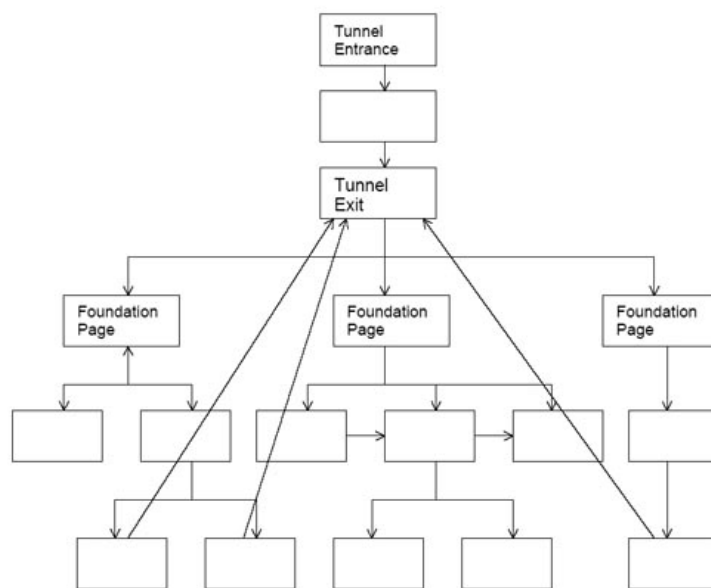 Tunnel
Entrance
Tunnel
Exit
Foundation
Page
Foundation
Page
Foundation
Page